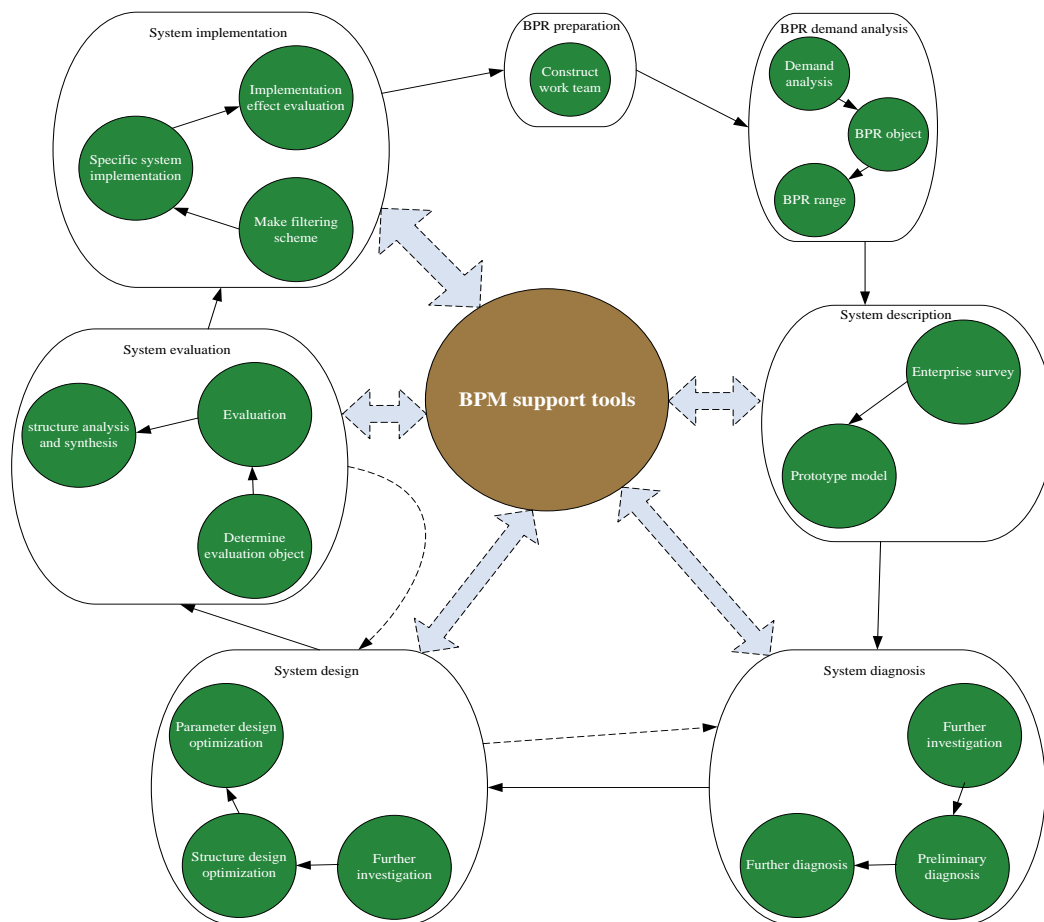 System implementation
Implementation
effect evaluation
Specific system
implementation
Make filtering
scheme
BPR preparation
Construct
work team
BPR demand analysis
Demand
analysis
BPR object
BPR range
System description
Enterprise survey
Prototype model
BPM support tools
System evaluation
Evaluation
structure analysis
and synthesis
Determine
evaluation object
System design
Parameter design
optimization
Structure design
optimization
Further
investigation
System diagnosis
Further
investigation
Further diagnosis
Preliminary
diagnosis